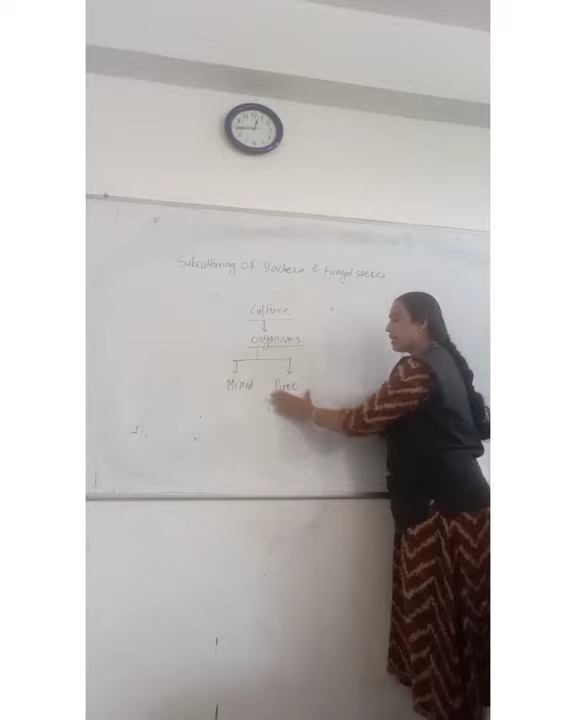 Subculturing of Bacteria & Fungal species
Culture
Organisms
Mixed Pure